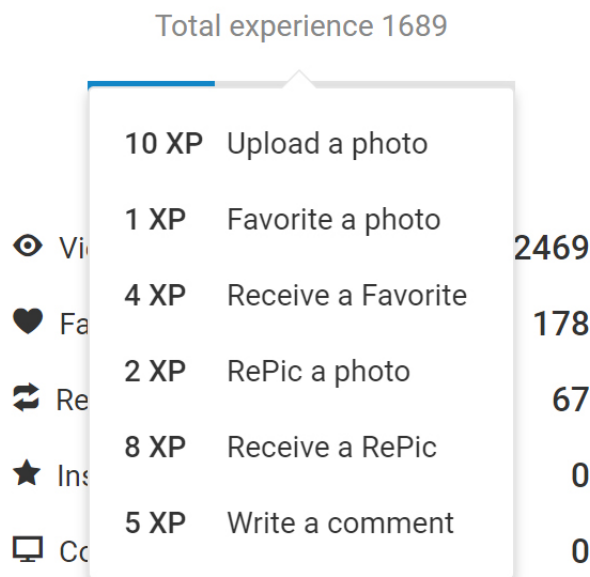 Total experience 1689
10 XP Upload a photo
1 XP Favorite a photo
2469
4 XP Receive a Favorite
178
2 XP RePic a photo
67
8 XP Receive a RePic
0
5 XP Write a comment
0